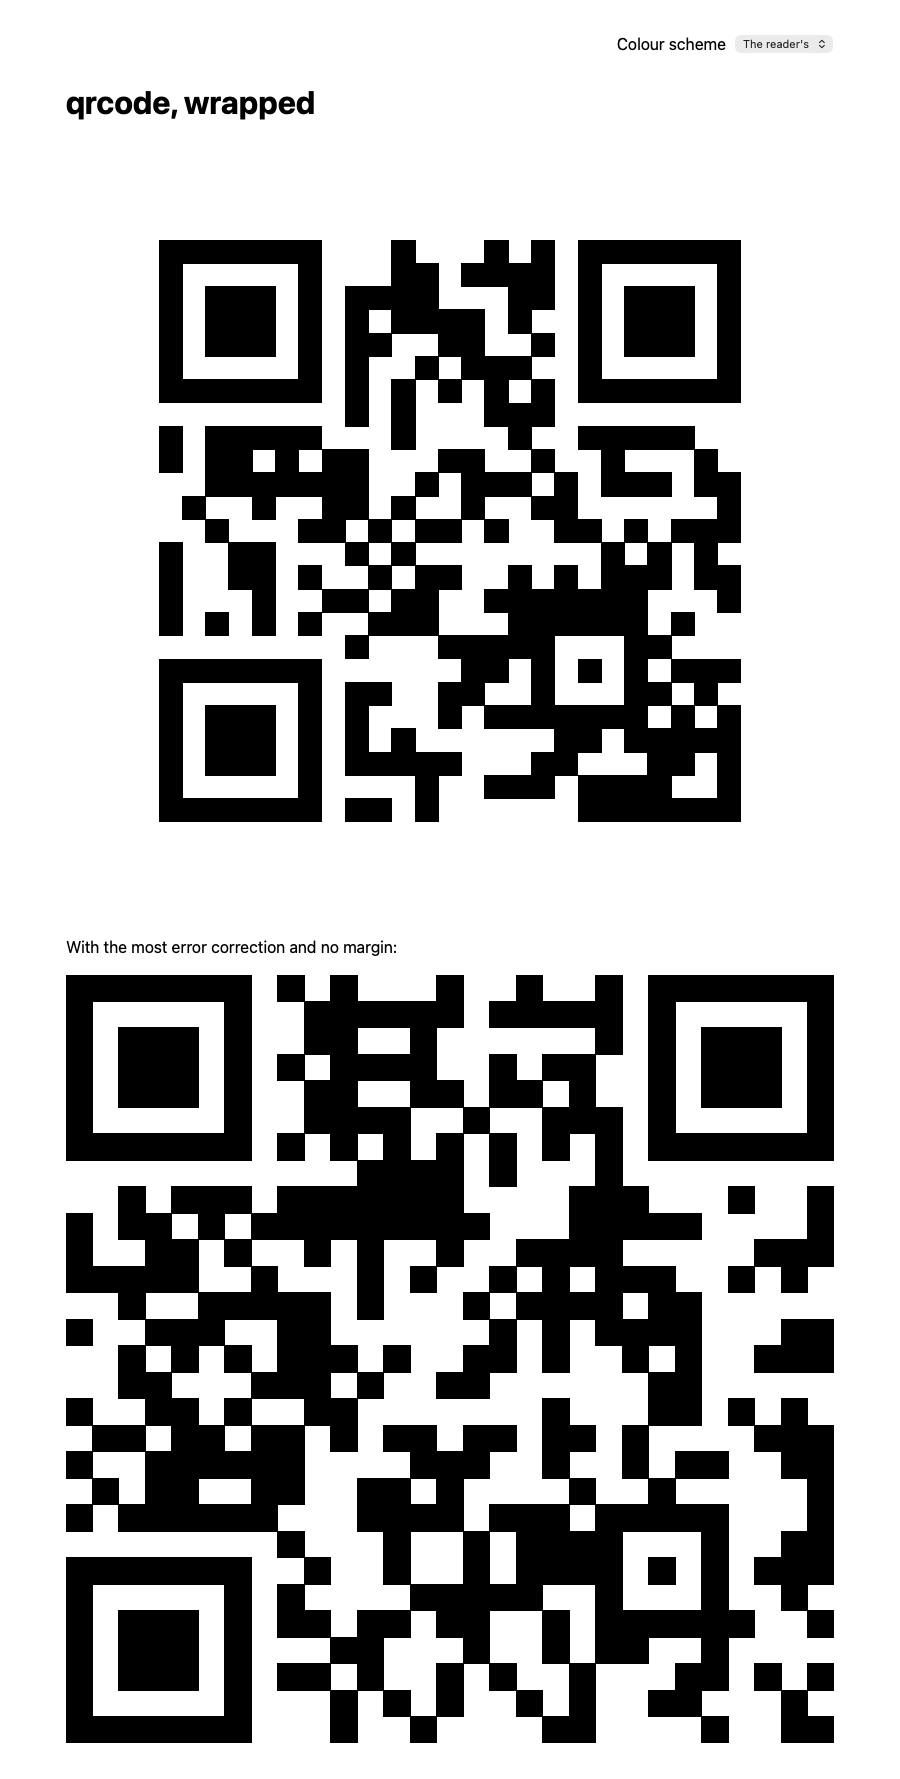 Colour scheme The reader's
qrcode, wrapped
With the most error correction and no margin: